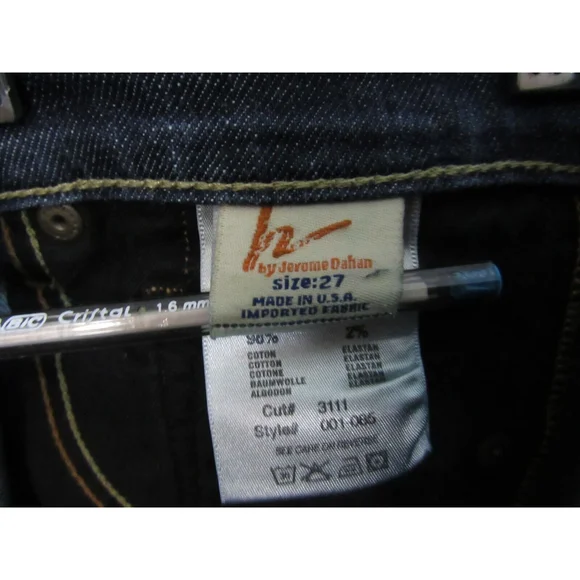 by Jerome Dahan
size:27
MADE IN U.S.A.
IMPORTED FABRIC
98% 2%
COTON ELASTAN
COTTON ELASTAN
COTONE ELASTAN
BAUMWOLLE ELASTAN
ALGODON
Cut# 3111
Style# 001-065
SEE CARE ON REVERSE
BIC Cristal 1.6 mm